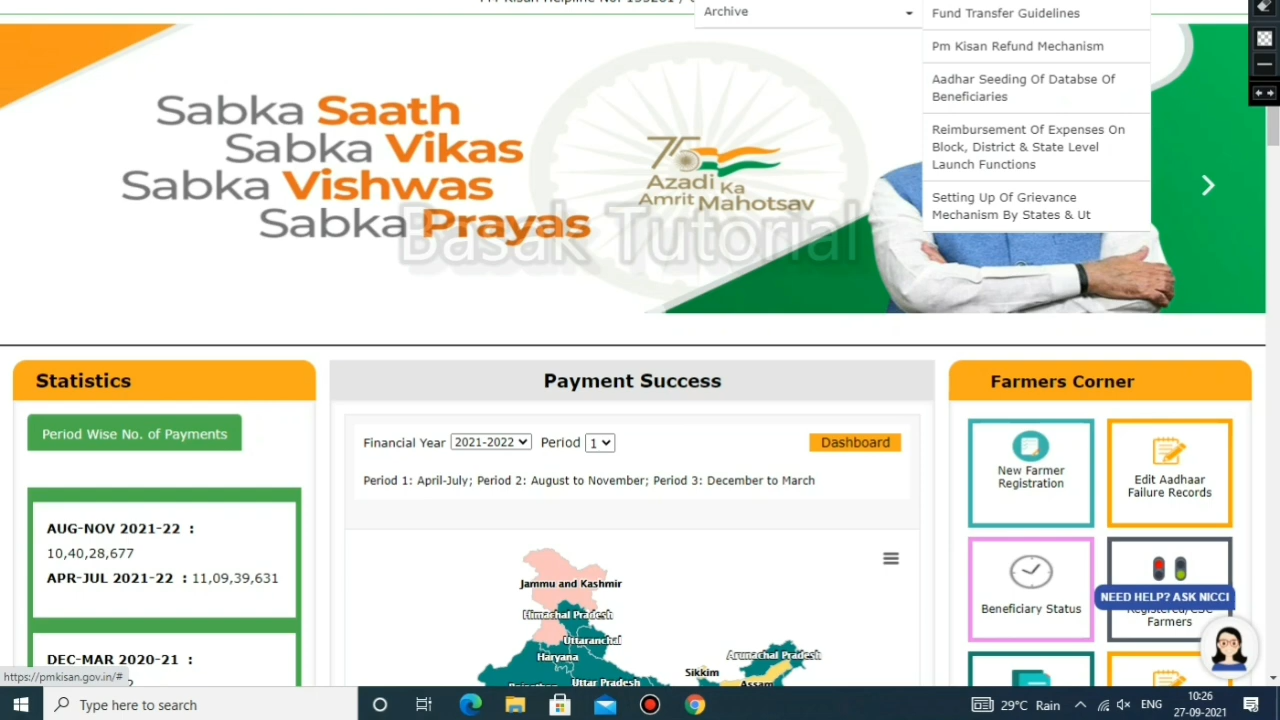 Archive
Fund Transfer Guidelines
Pm Kisan Refund Mechanism
Aadhar Seeding Of Databse Of
Beneficiaries
Reimbursement Of Expenses On
Block, District & State Level
Launch Functions
Setting Up Of Grievance
Mechanism By States & Ut
Sabka Saath
Sabka Vikas
Sabka Vishwas
Sabka Prayas
75
Azadi Ka
Amrit Mahotsav
Basak Tutorial
Statistics
Period Wise No. of Payments
AUG-NOV 2021-22 :
10,40,28,677
APR-JUL 2021-22 : 11,09,39,631
DEC-MAR 2020-21 :
Payment Success
Financial Year 2021-2022 Period 1
Dashboard
Period 1: April-July; Period 2: August to November; Period 3: December to March
Jammu and Kashmir
Himachal Pradesh
Uttaranchal
Haryana
Arunachal Pradesh
Sikkim
Uttar Pradesh
Assam
Farmers Corner
New Farmer
Registration
Edit Aadhaar
Failure Records
Beneficiary Status
NEED HELP? ASK NICCI
Farmers
https://pmkisan.gov.in/#
Type here to search
29°C Rain
ENG
10:26
27-09-2021